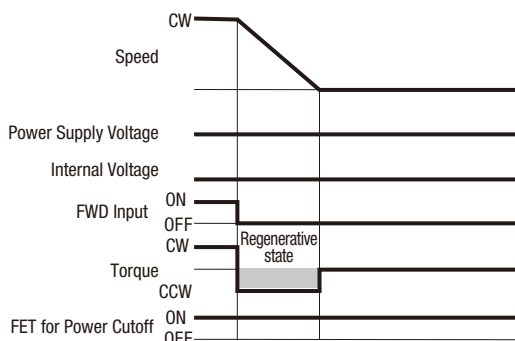 CW
Speed
Power Supply Voltage
Internal Voltage
ON
FWD Input
OFF
CW
Regenerative
state
Torque
CCW
ON
FET for Power Cutoff
OFF